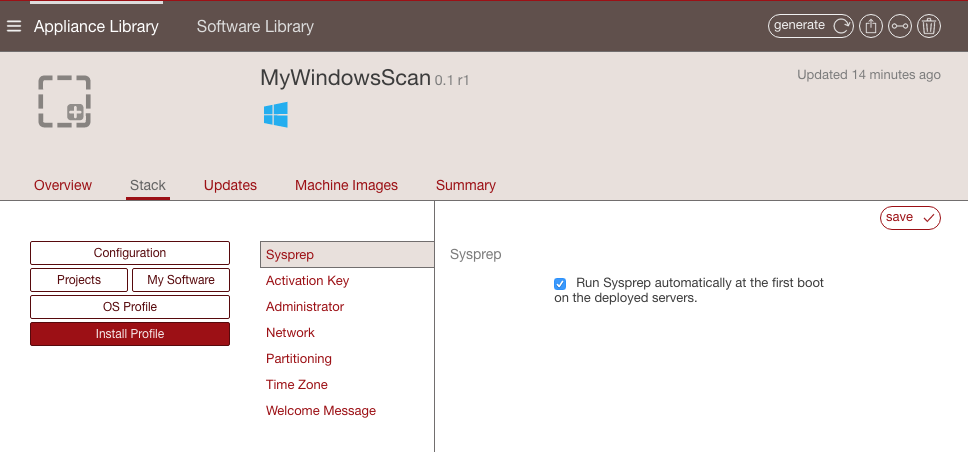 Appliance Library
Software Library
generate
MyWindowsScan 0.1 r1
Updated 14 minutes ago
Overview
Stack
Updates
Machine Images
Summary
save
Configuration
Projects
My Software
OS Profile
Install Profile
Sysprep
Activation Key
Administrator
Network
Partitioning
Time Zone
Welcome Message
Sysprep
Run Sysprep automatically at the first boot
on the deployed servers.